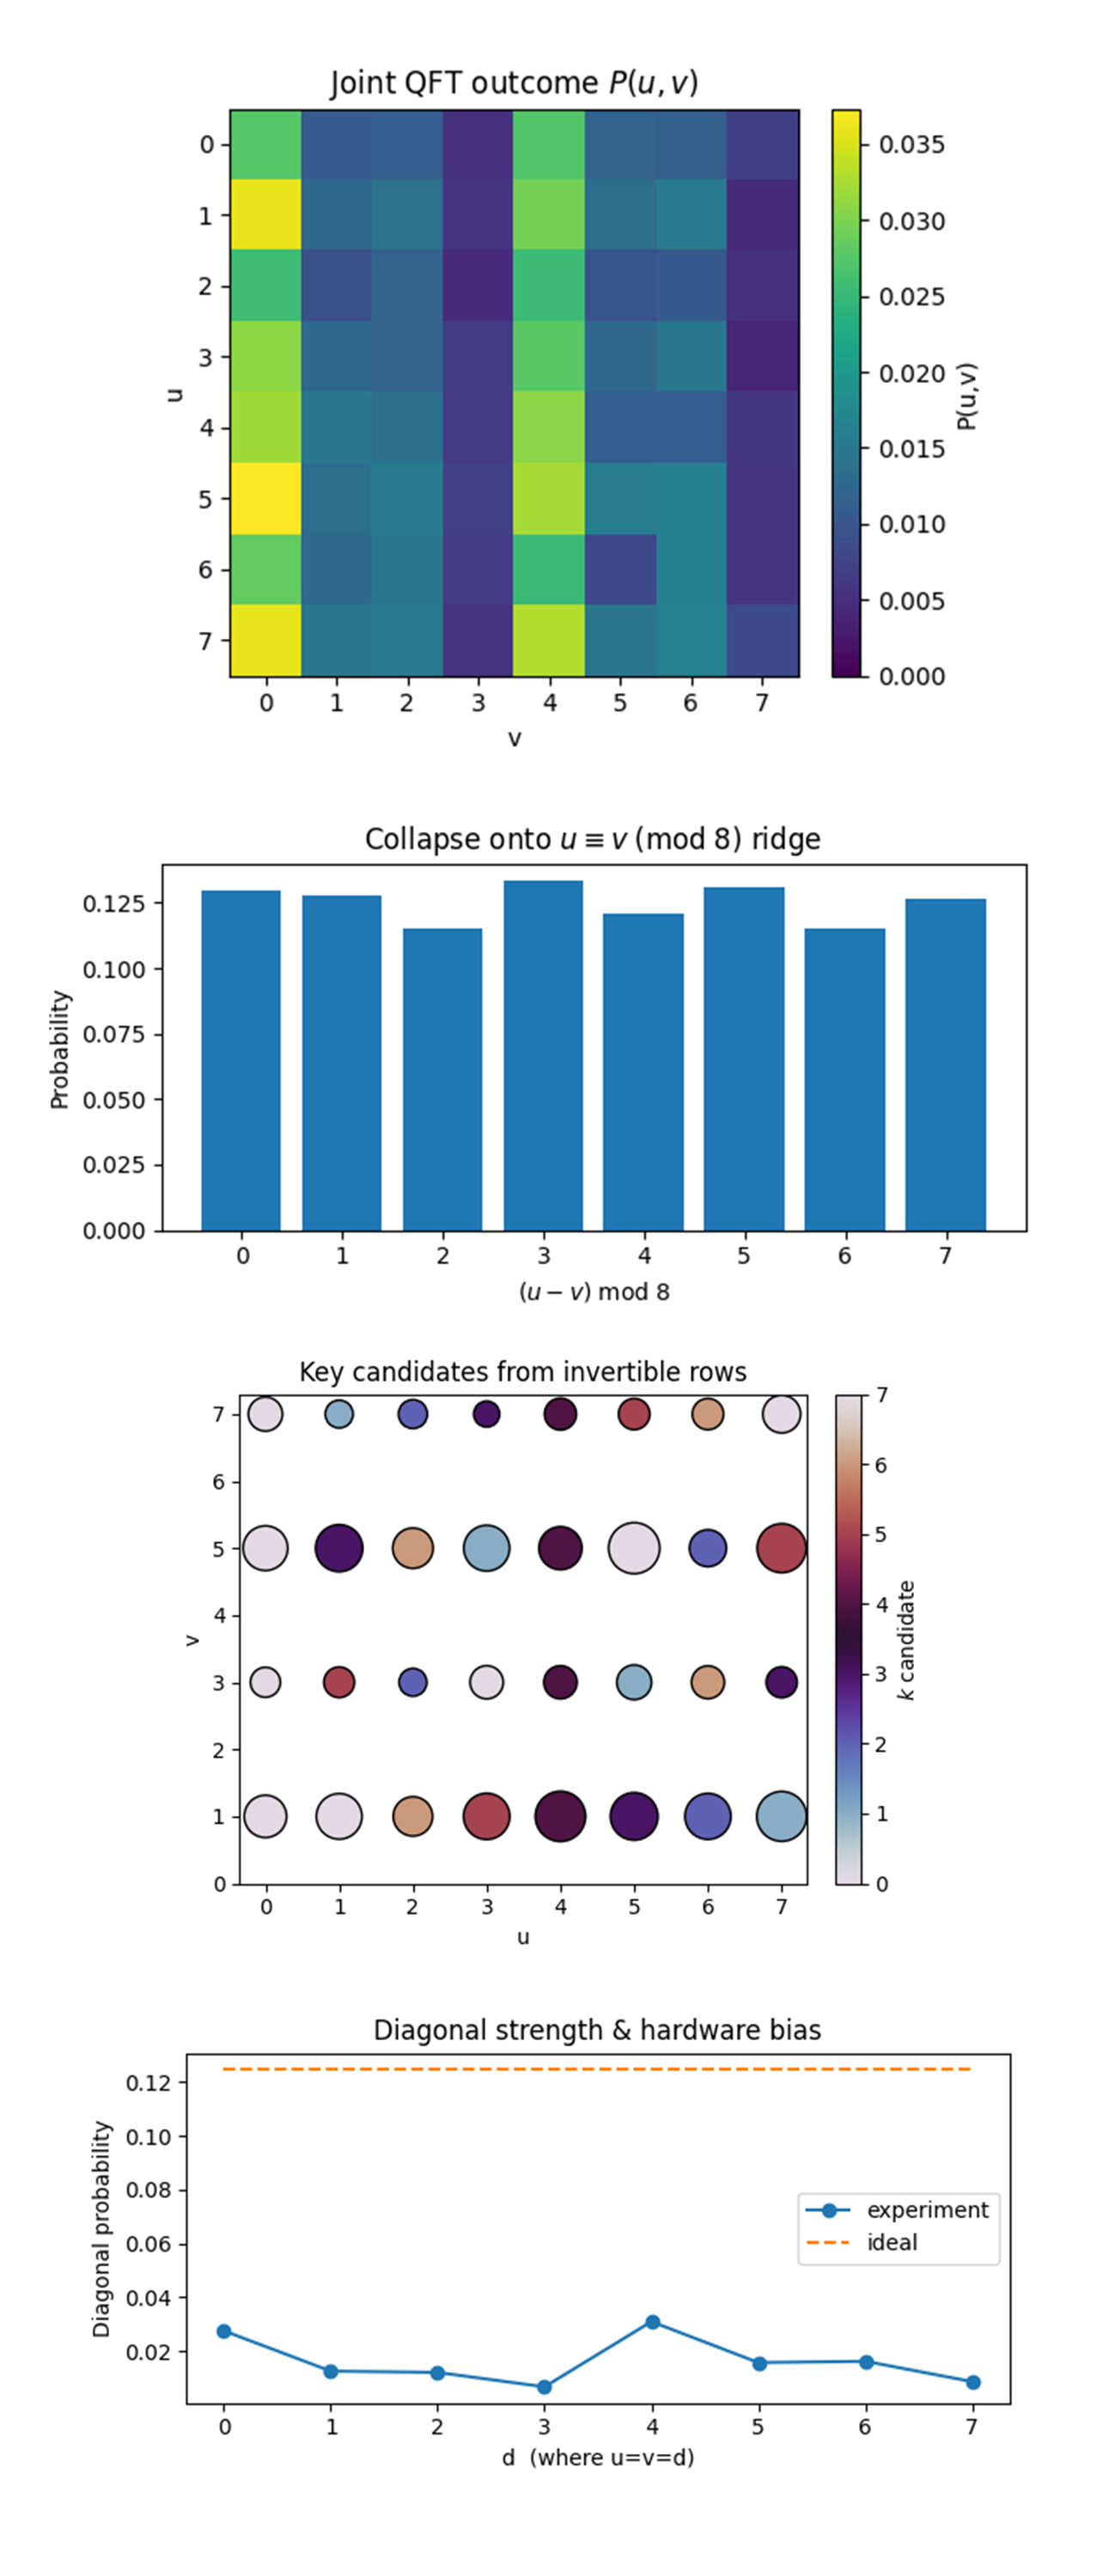 Joint QFT outcome P(u, v)
0
1
2
3
4
5
6
7
u
0 1 2 3 4 5 6 7
v
0.035
0.030
0.025
0.020
0.015
0.010
0.005
0.000
P(u,v)
Collapse onto u ≡ v (mod 8) ridge
0.125
0.100
0.075
0.050
0.025
0.000
Probability
0 1 2 3 4 5 6 7
(u − v) mod 8
Key candidates from invertible rows
7
6
5
4
3
2
1
0
v
0 1 2 3 4 5 6 7
u
7
6
5
4
3
2
1
0
k candidate
Diagonal strength & hardware bias
0.12
0.10
0.08
0.06
0.04
0.02
Diagonal probability
experiment
ideal
0 1 2 3 4 5 6 7
d (where u=v=d)